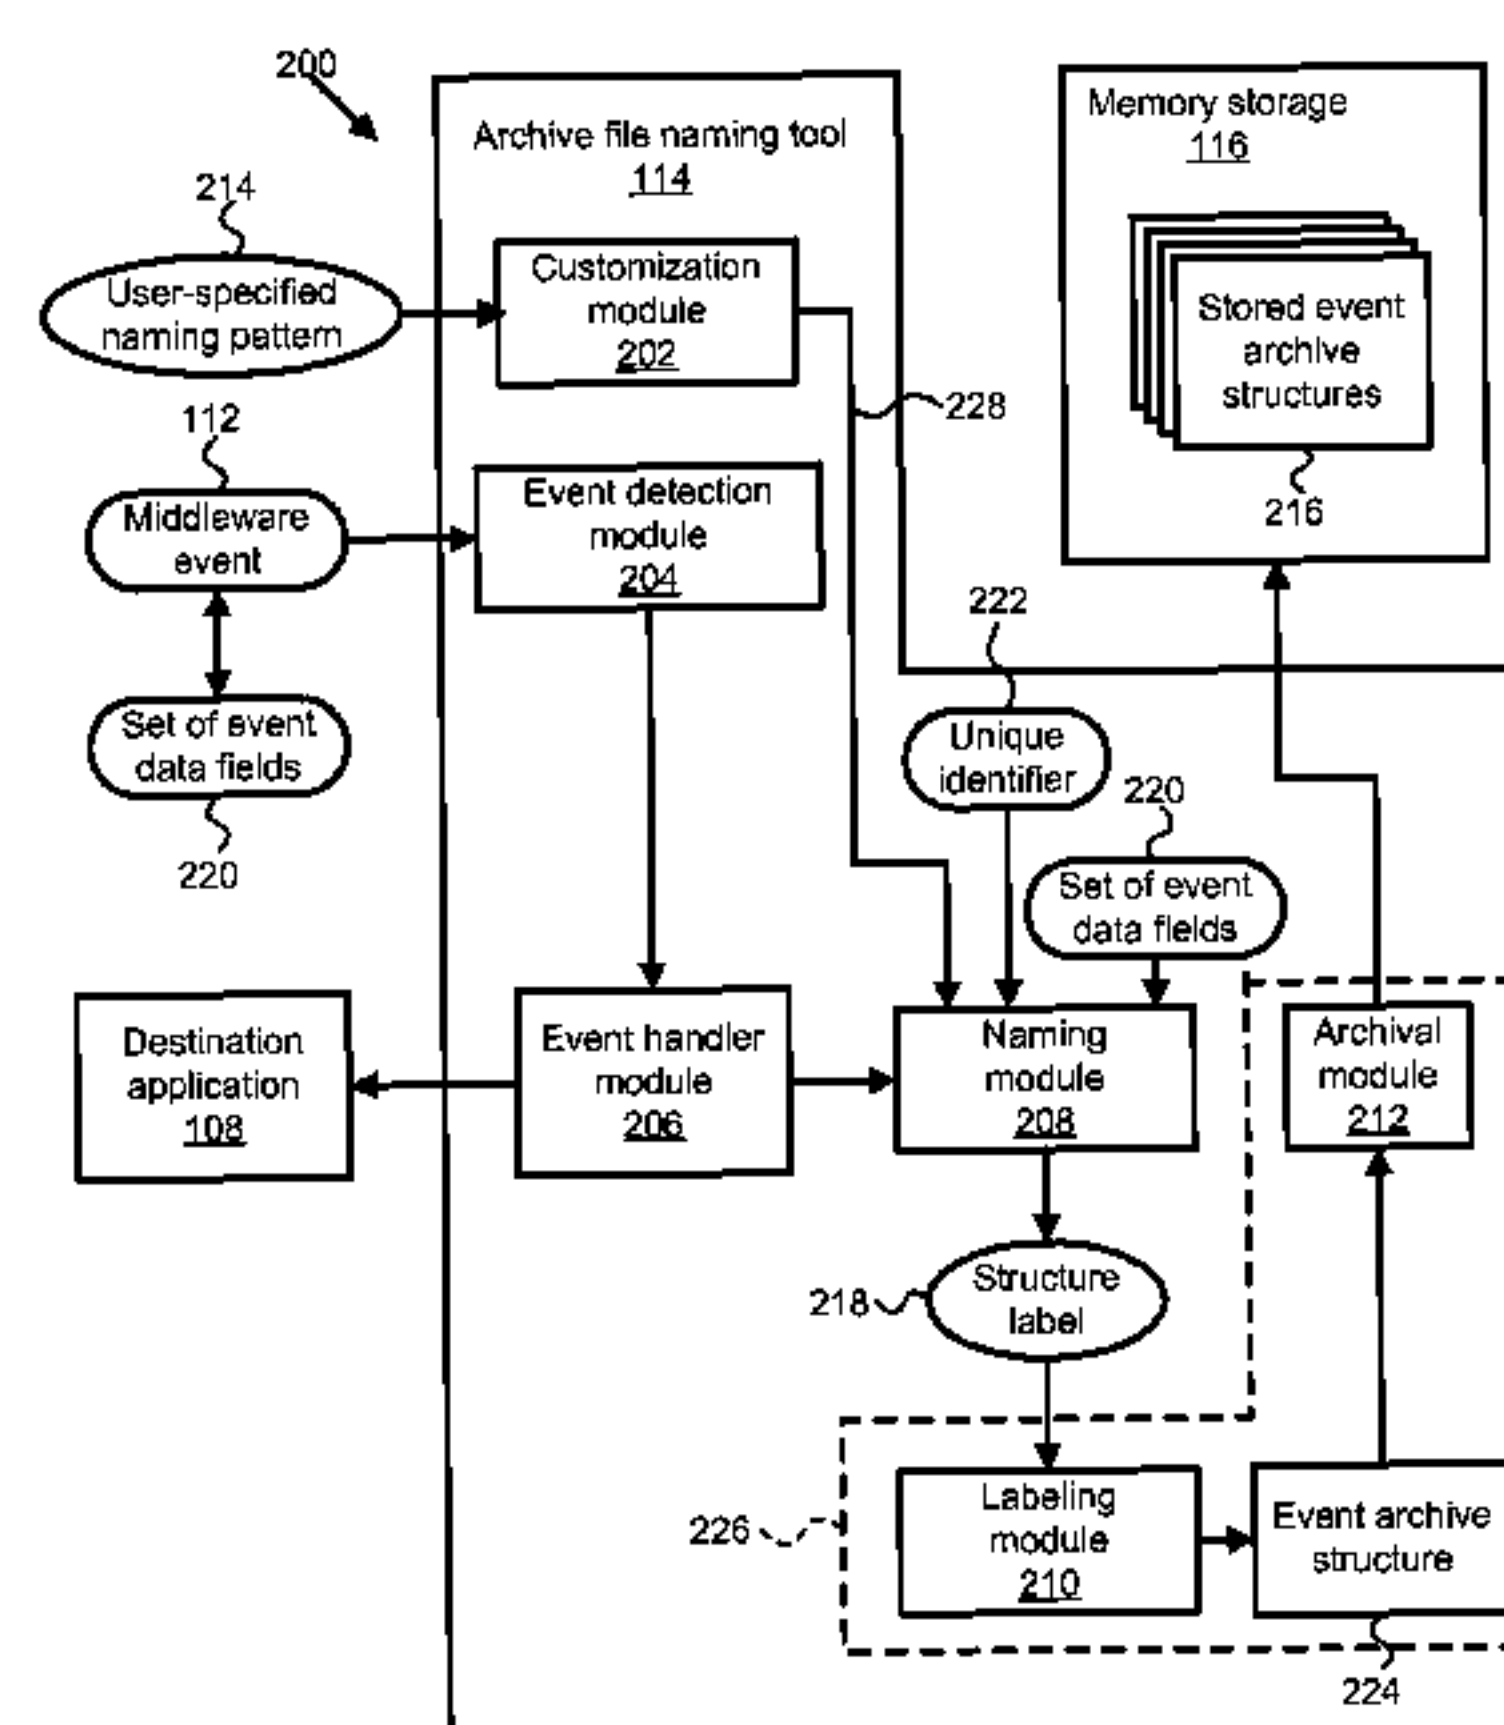 200
Archive file naming tool
114
Memory storage
116
214
User-specified
naming pattern
Customization
module
202
Stored event
archive
structures
228
216
112
Middleware
event
Event detection
module
204
222
Unique
identifier
Set of event
data fields
220
220
Set of event
data fields
Destination
application
108
Event handler
module
206
Naming
module
208
Archival
module
212
218
Structure
label
226
Labeling
module
210
Event archive
structure
224